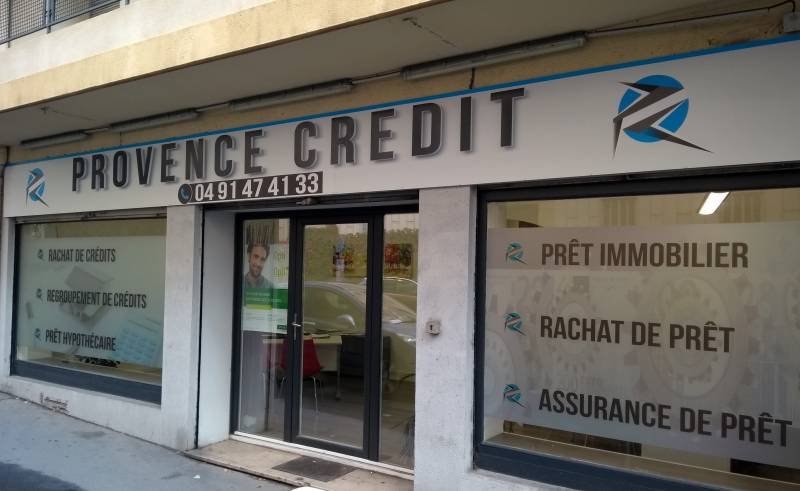 PROVENCE CREDIT
04 91 47 41 33
RACHAT DE CRÉDITS
REGROUPEMENT DE CRÉDITS
PRÊT HYPOTHÉCAIRE
PRÊT IMMOBILIER
RACHAT DE PRÊT
ASSURANCE DE PRÊT